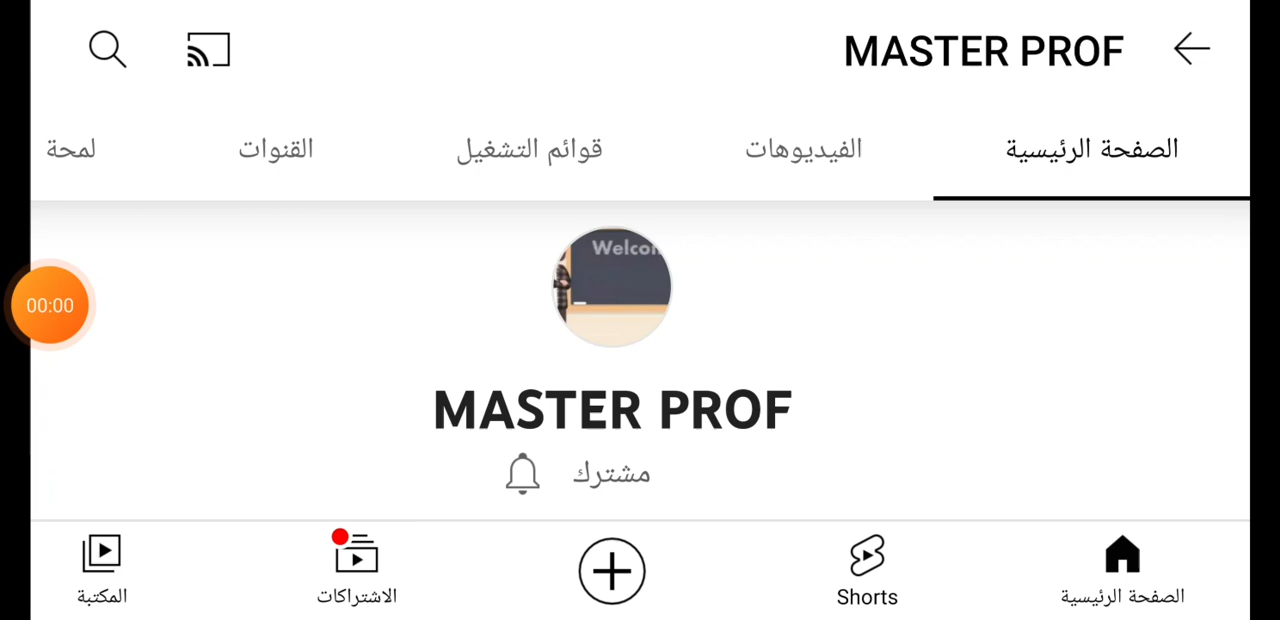 MASTER PROF
الصفحة الرئيسية
الفيديوهات
قوائم التشغيل
القنوات
لمحة
00:00
MASTER PROF
مشترك
الصفحة الرئيسية
Shorts
الاشتراكات
المكتبة